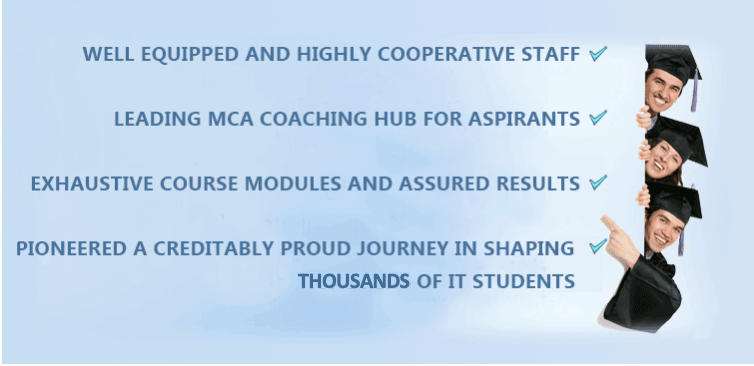 WELL EQUIPPED AND HIGHLY COOPERATIVE STAFF
LEADING MCA COACHING HUB FOR ASPIRANTS
EXHAUSTIVE COURSE MODULES AND ASSURED RESULTS
PIONEERED A CREDITABLY PROUD JOURNEY IN SHAPING
THOUSANDS OF IT STUDENTS